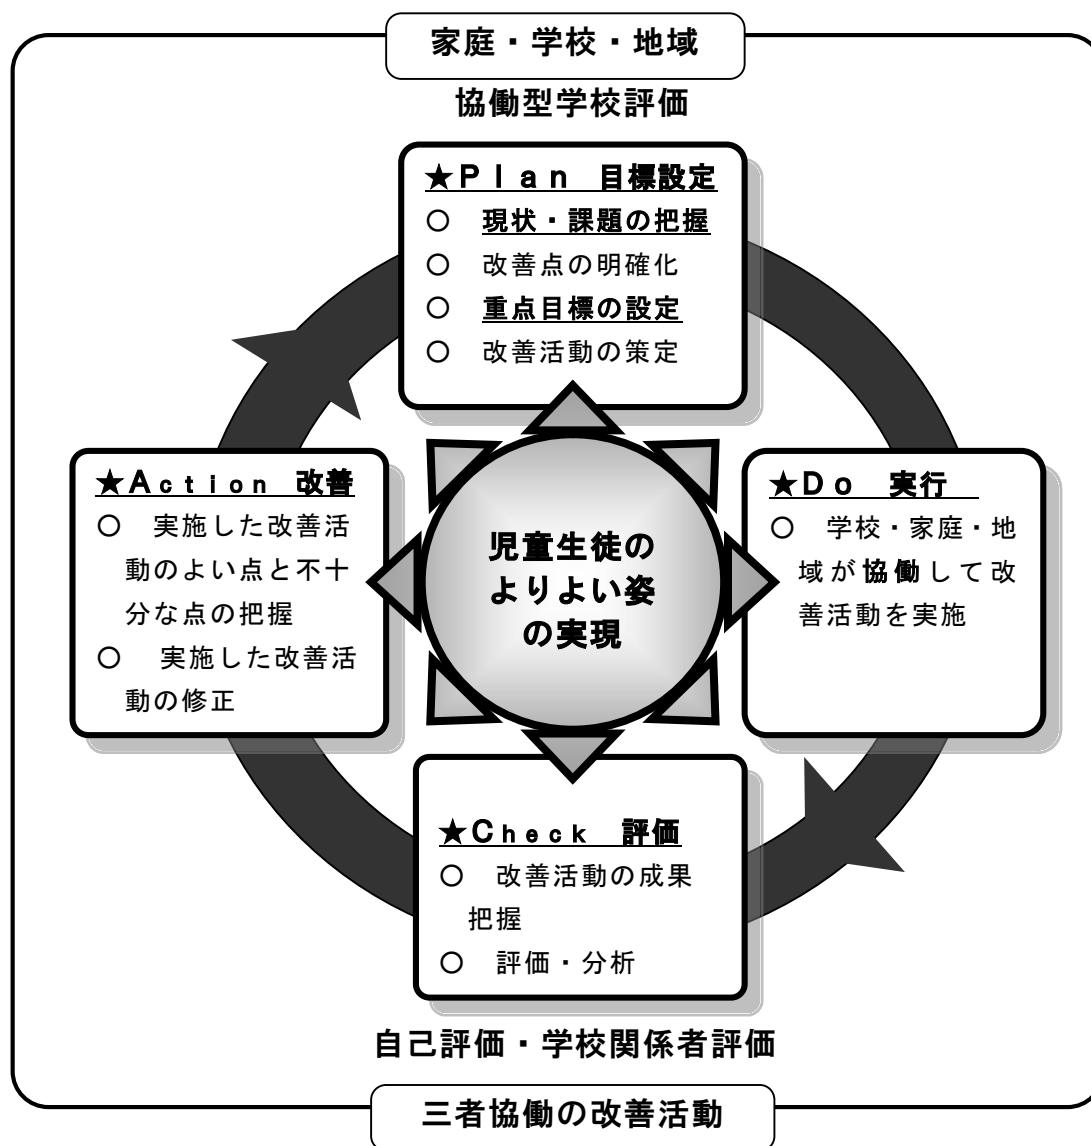 家庭・学校・地域
協働型学校評価
★Ｐｌａｎ　目標設定
○　現状・課題の把握
○　改善点の明確化
○　重点目標の設定
○　改善活動の策定
★Ａｃｔｉｏｎ　改善
○　実施した改善活
動のよい点と不十
分な点の把握
○　実施した改善活
動の修正
児童生徒の
よりよい姿
の実現
★Ｄｏ　実行
○　学校・家庭・地
域が協働して改
善活動を実施
★Ｃｈｅｃｋ　評価
○　改善活動の成果
把握
○　評価・分析
自己評価・学校関係者評価
三者協働の改善活動